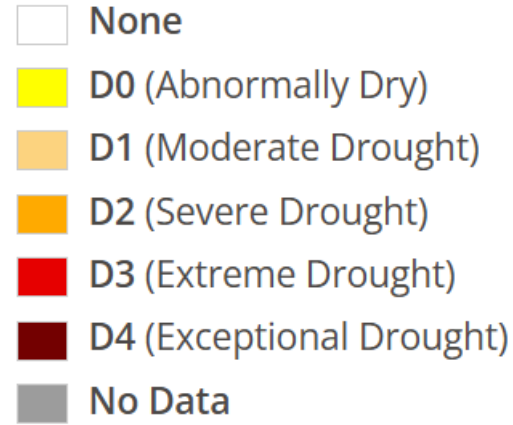 None
D0 (Abnormally Dry)
D1 (Moderate Drought)
D2 (Severe Drought)
D3 (Extreme Drought)
D4 (Exceptional Drought)
No Data